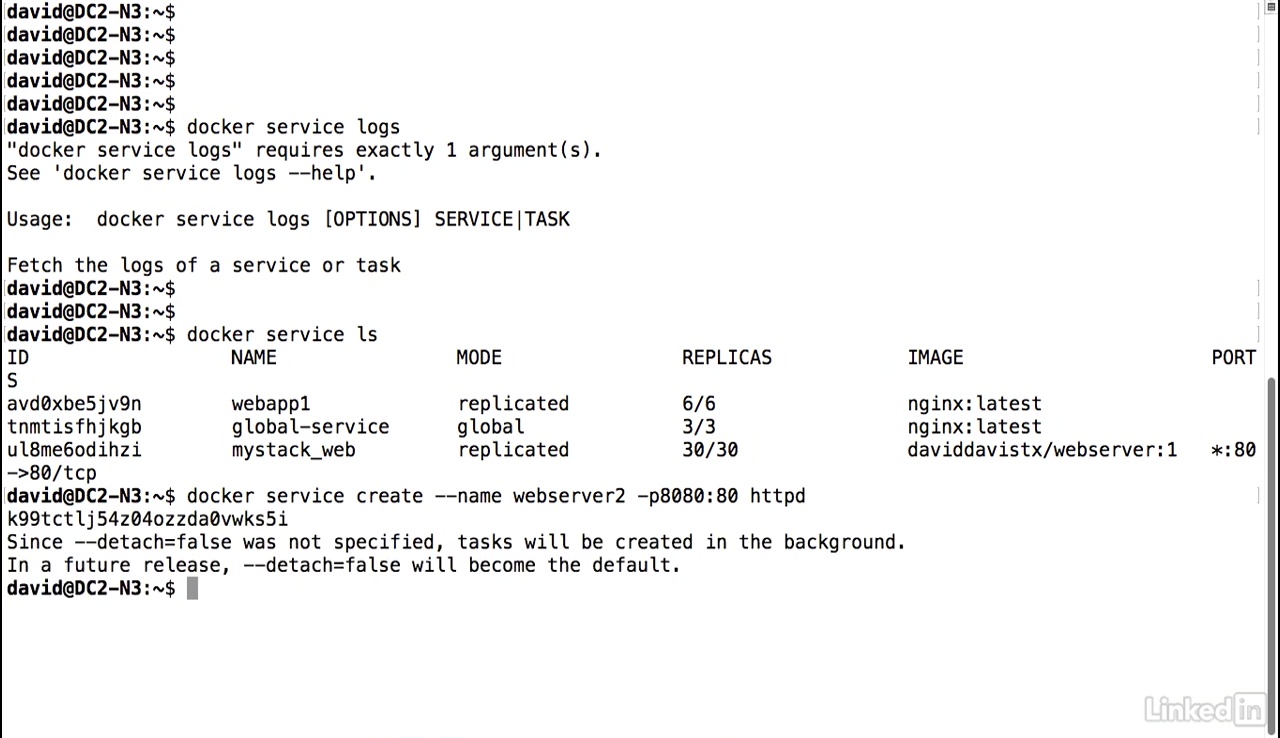 david@DC2-N3:~$
david@DC2-N3:~$
david@DC2-N3:~$
david@DC2-N3:~$
david@DC2-N3:~$
david@DC2-N3:~$ docker service logs
"docker service logs" requires exactly 1 argument(s).
See 'docker service logs --help'.
Usage:  docker service logs [OPTIONS] SERVICE|TASK
Fetch the logs of a service or task
david@DC2-N3:~$
david@DC2-N3:~$
david@DC2-N3:~$ docker service ls
ID                  NAME                MODE                REPLICAS            IMAGE                      PORT
S
avd0xbe5jv9n        webapp1             replicated          6/6                 nginx:latest
tnmtisfhjkgb        global-service      global              3/3                 nginx:latest
ul8me6odihzi        mystack_web         replicated          30/30               daviddavistx/webserver:1   *:80
->80/tcp
david@DC2-N3:~$ docker service create --name webserver2 -p8080:80 httpd
k99tctlj54z04ozzda0vwks5i
Since --detach=false was not specified, tasks will be created in the background.
In a future release, --detach=false will become the default.
david@DC2-N3:~$
Linked in